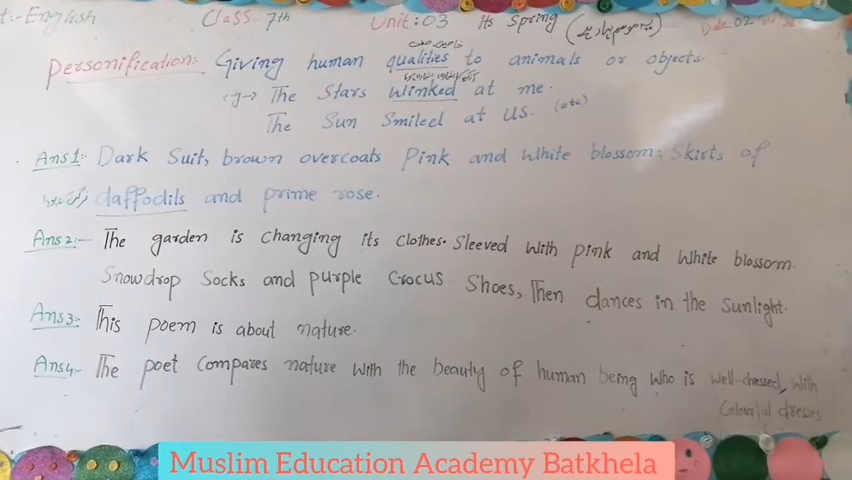 t:- English Class 7th Unit: 03 Its Spring (یہ موسم بہار ہے) Date 02
Personification:- Giving human qualities to animals or objects.
e.g → The Stars winked at me.
The Sun Smiled at us. (etc)
Ans1:- Dark Suit, brown overcoats Pink and White blossom; Skirts of
daffodils and prime rose.
Ans2:- The garden is changing its clothes. Sleeved with pink and white blossom.
Snowdrop Socks and purple Crocus Shoes, Then dances in the sunlight.
Ans3:- This poem is about nature.
Ans4- The poet compares nature with the beauty of human being who is well-dressed with
Colourful dresses
Muslim Education Academy Batkhela